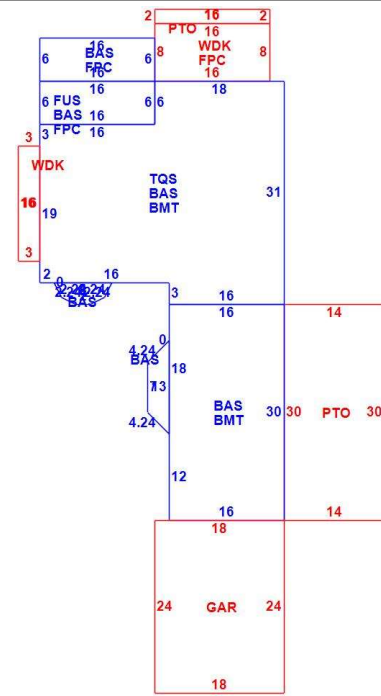 2 16 2
PTO
16
16
BAS
FPC
16
6 6
8 WDK 8
FPC
16
16
18
6 FUS 6 6
BAS
16
FPC
16
3
3
WDK
TQS
BAS
BMT
31
16
19
3
2 0 16
BAS
3 16
16
14
0
4.24
BAS
18
13
4.24
BAS
BMT
30 30 PTO 30
12
16
18
14
24 GAR 24
18